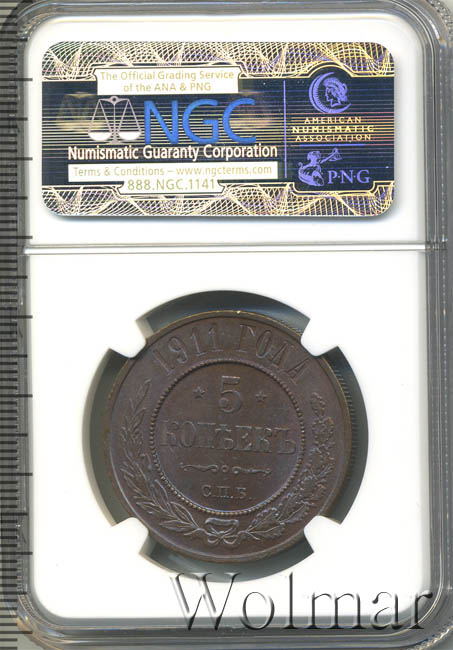 The Official Grading Service
of the ANA & PNG
NGC
Numismatic Guaranty Corporation
Terms & Conditions – www.ngcterms.com
888.NGC.1141
AMERICAN
NUMISMATIC
ASSOCIATION
P·N·G
1911 ГОДА
* 5 *
КОПѢЕКЪ
С.П.Б.
Wolmar